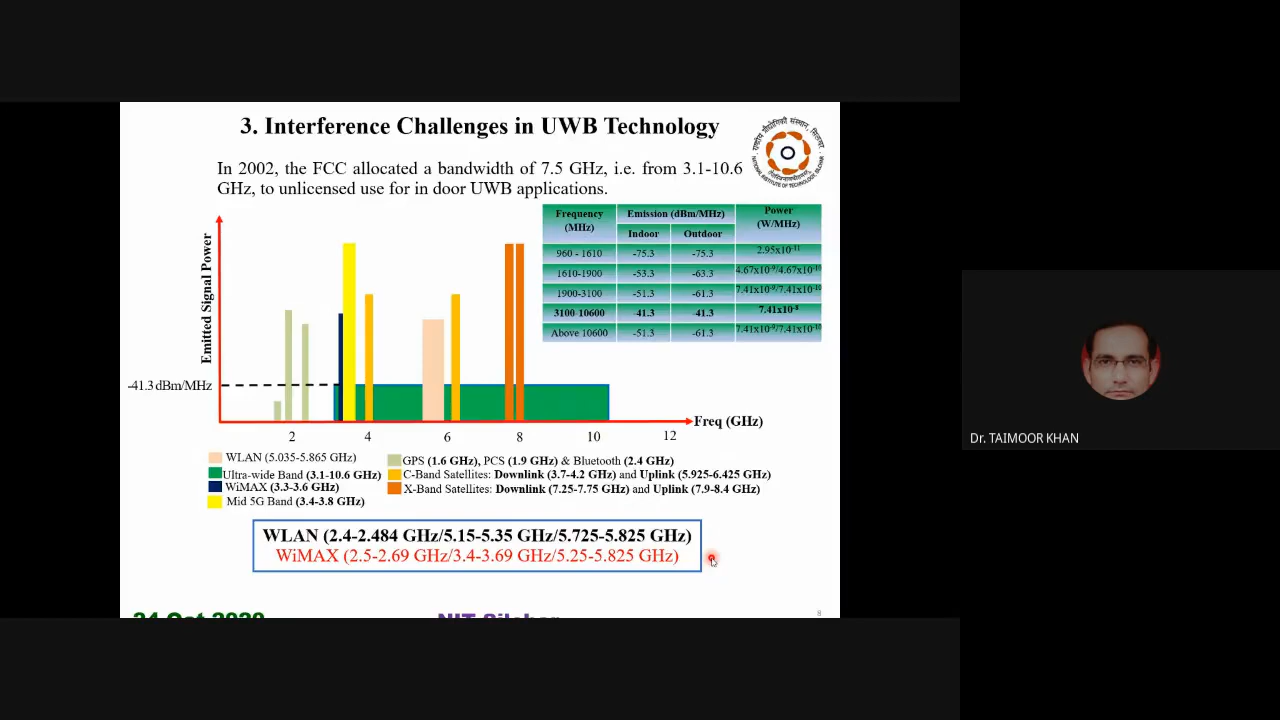 3. Interference Challenges in UWB Technology
In 2002, the FCC allocated a bandwidth of 7.5 GHz, i.e. from 3.1-10.6
GHz, to unlicensed use for in door UWB applications.
Frequency (MHz) Emission (dBm/MHz) Power (W/MHz)
Indoor Outdoor
960 - 1610 -75.3 -75.3 2.95x10⁻¹¹
1610-1900 -53.3 -63.3 4.67x10⁻⁹/4.67x10⁻¹⁰
1900-3100 -51.3 -61.3 7.41x10⁻⁹/7.41x10⁻¹⁰
3100-10600 -41.3 -41.3 7.41x10⁻⁸
Above 10600 -51.3 -61.3 7.41x10⁻⁹/7.41x10⁻¹⁰
Emitted Signal Power
-41.3dBm/MHz
2 4 6 8 10 12
Freq (GHz)
WLAN (5.035-5.865 GHz)
Ultra-wide Band (3.1-10.6 GHz)
WiMAX (3.3-3.6 GHz)
Mid 5G Band (3.4-3.8 GHz)
GPS (1.6 GHz), PCS (1.9 GHz) & Bluetooth (2.4 GHz)
C-Band Satellites: Downlink (3.7-4.2 GHz) and Uplink (5.925-6.425 GHz)
X-Band Satellites: Downlink (7.25-7.75 GHz) and Uplink (7.9-8.4 GHz)
WLAN (2.4-2.484 GHz/5.15-5.35 GHz/5.725-5.825 GHz)
WiMAX (2.5-2.69 GHz/3.4-3.69 GHz/5.25-5.825 GHz)
24 Oct 2020
NIT Silchar
8
Dr. TAIMOOR KHAN